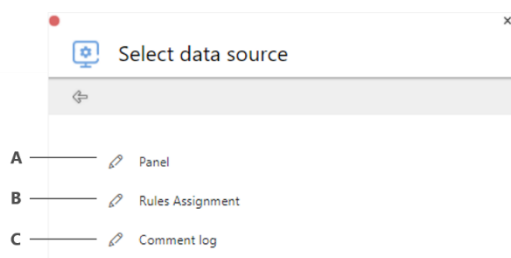 Select data source
A Panel
B Rules Assignment
C Comment log